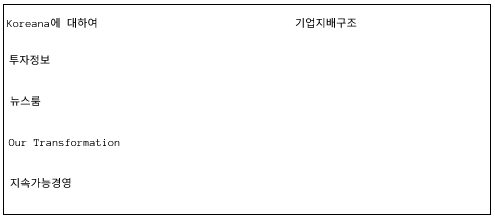 Koreana에 대하여
기업지배구조
투자정보
뉴스룸
Our Transformation
지속가능경영